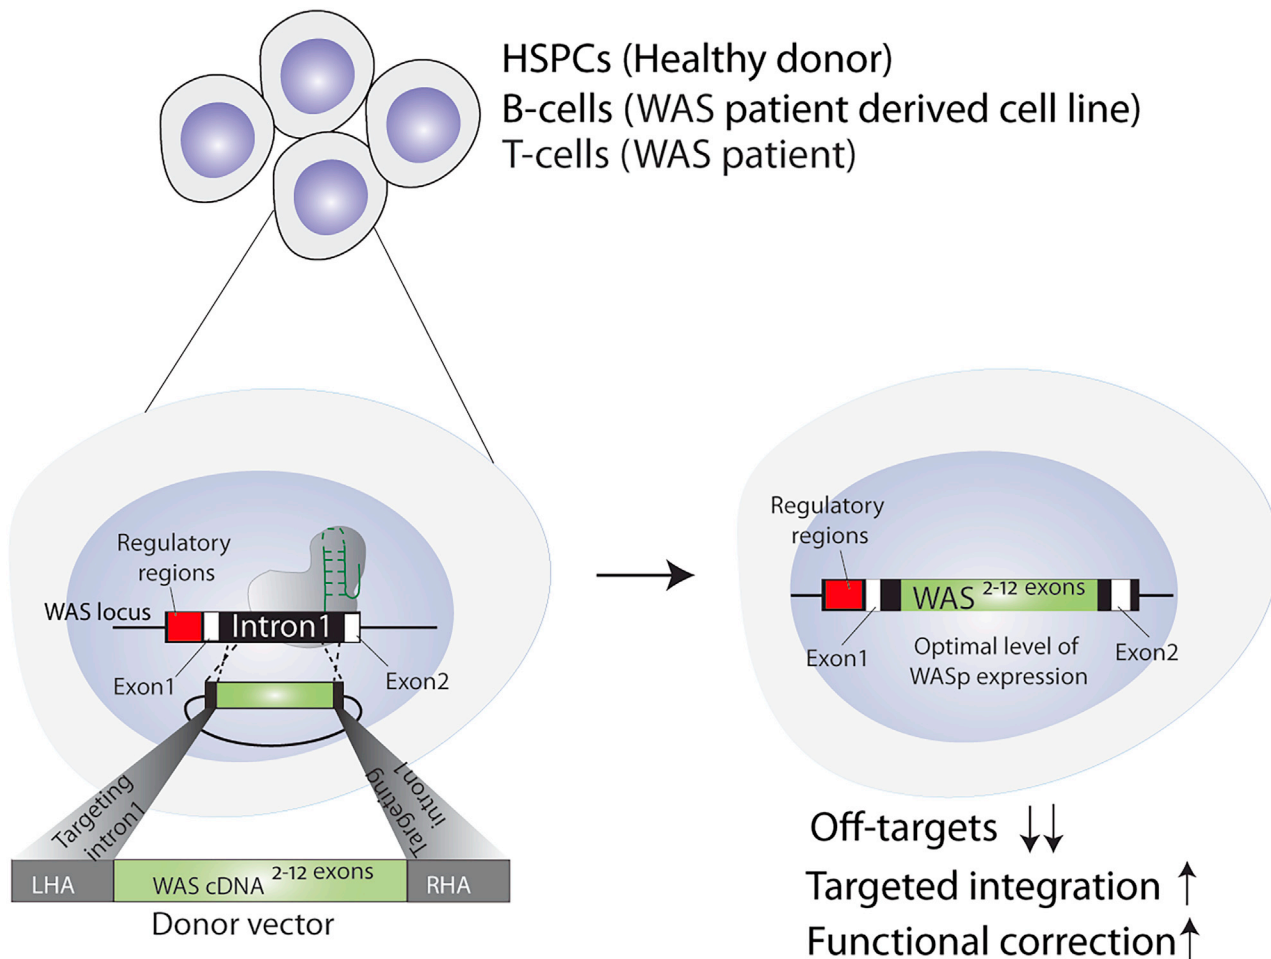 HSPCs (Healthy donor)
B-cells (WAS patient derived cell line)
T-cells (WAS patient)
Regulatory
regions
WAS locus
Intron1
Exon1
Exon2
Targeting
intron1
Targeting
intron1
LHA
WAS cDNA 2-12 exons
RHA
Donor vector
Regulatory
regions
WAS 2-12 exons
Exon1
Optimal level of
WASp expression
Exon2
Off-targets ↓↓
Targeted integration ↑
Functional correction ↑